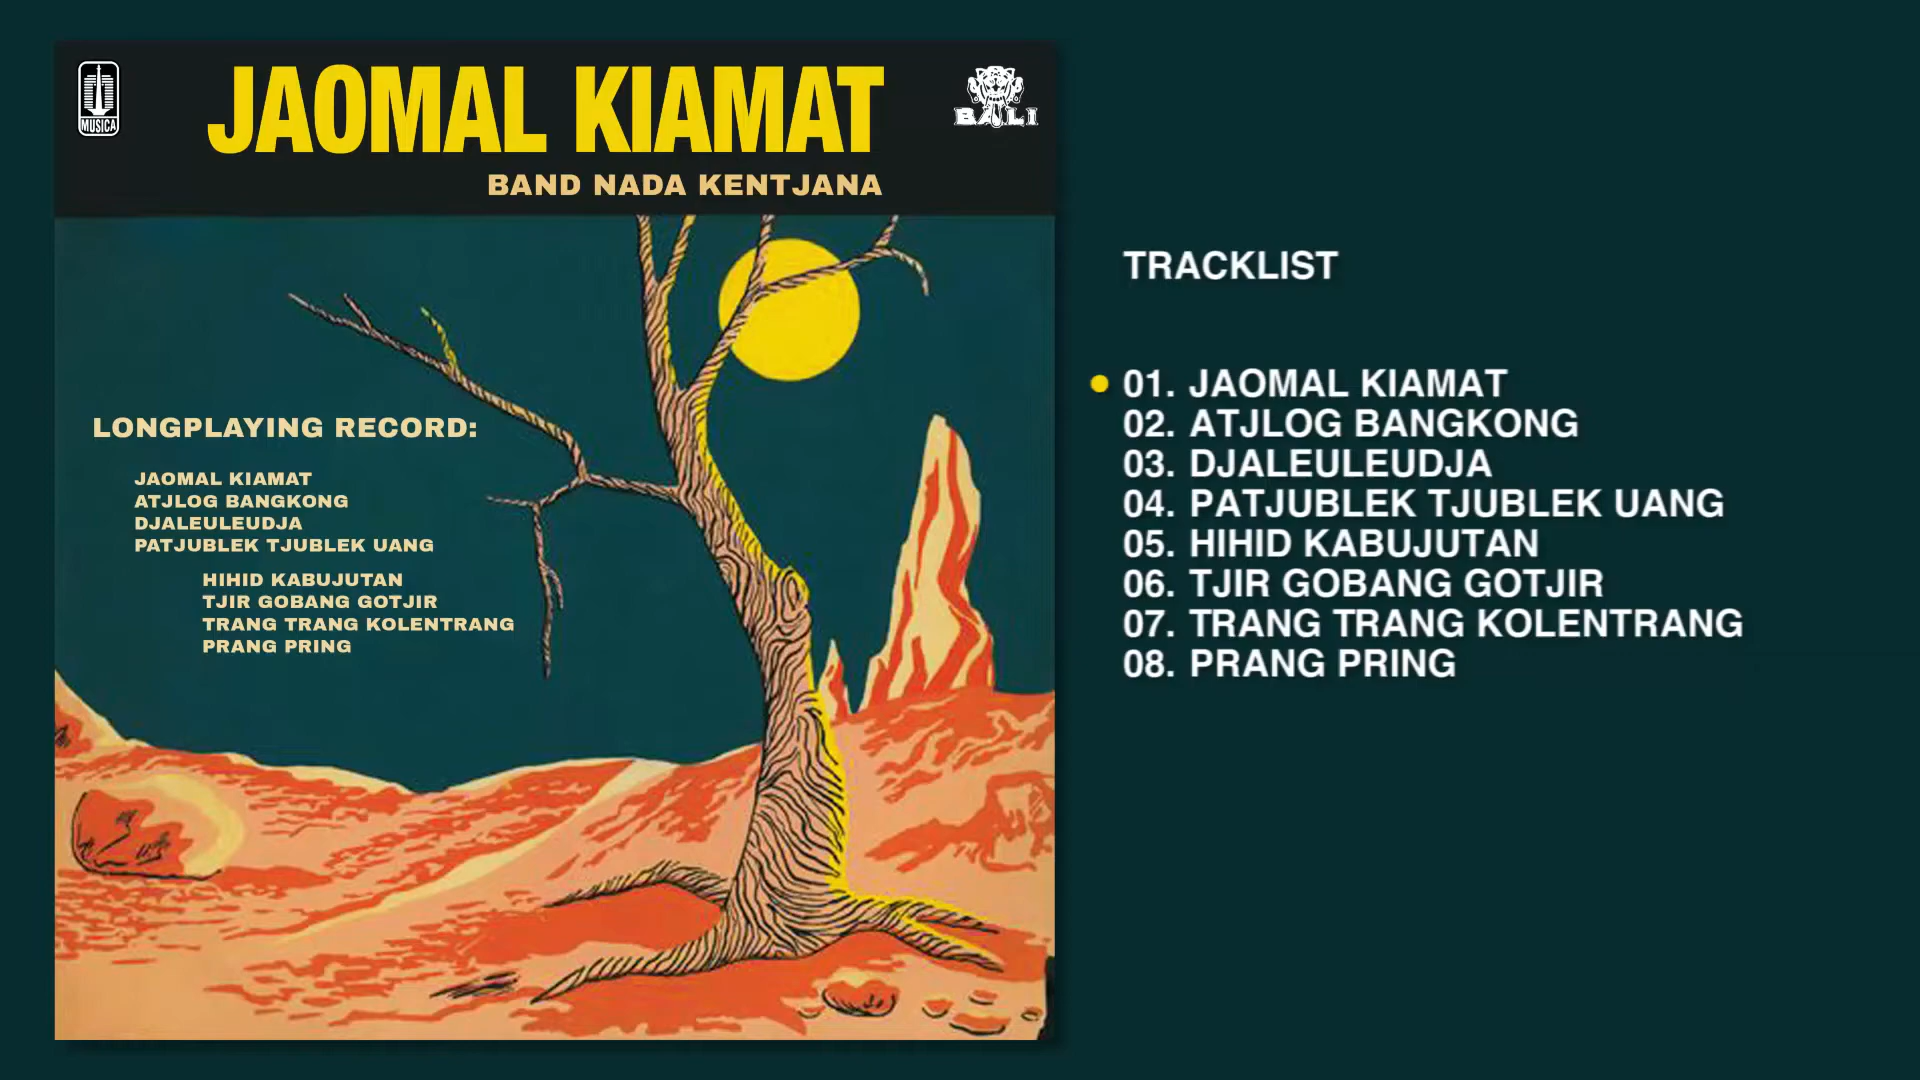 MUSICA
JAOMAL KIAMAT
BALI
BAND NADA KENTJANA
LONGPLAYING RECORD:
JAOMAL KIAMAT
ATJLOG BANGKONG
DJALEULEUDJA
PATJUBLEK TJUBLEK UANG
HIHID KABUJUTAN
TJIR GOBANG GOTJIR
TRANG TRANG KOLENTRANG
PRANG PRING
TRACKLIST
01. JAOMAL KIAMAT
02. ATJLOG BANGKONG
03. DJALEULEUDJA
04. PATJUBLEK TJUBLEK UANG
05. HIHID KABUJUTAN
06. TJIR GOBANG GOTJIR
07. TRANG TRANG KOLENTRANG
08. PRANG PRING